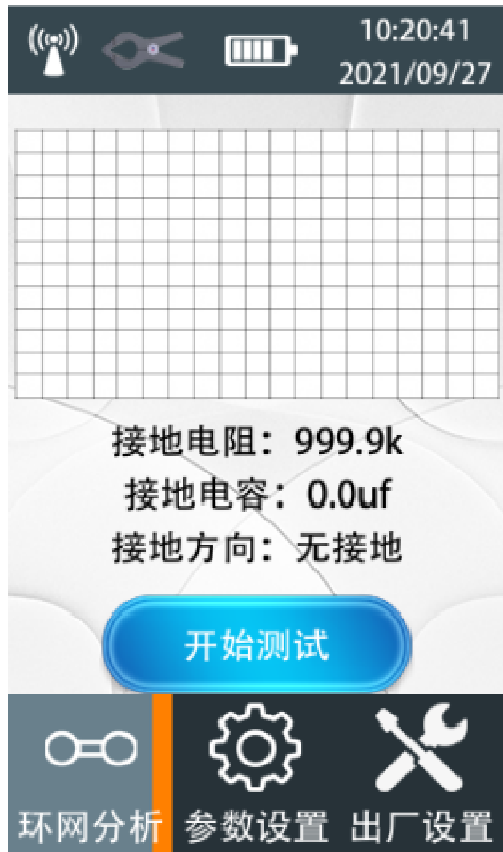 10:20:41
2021/09/27
接地电阻：999.9k
接地电容：0.0uf
接地方向：无接地
开始测试
环网分析 参数设置 出厂设置